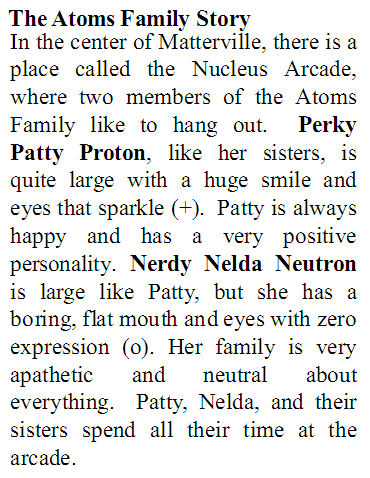 The Atoms Family Story
In the center of Matterville, there is a
place called the Nucleus Arcade,
where two members of the Atoms
Family like to hang out. Perky
Patty Proton, like her sisters, is
quite large with a huge smile and
eyes that sparkle (+). Patty is always
happy and has a very positive
personality. Nerdy Nelda Neutron
is large like Patty, but she has a
boring, flat mouth and eyes with zero
expression (o). Her family is very
apathetic and neutral about
everything. Patty, Nelda, and their
sisters spend all their time at the
arcade.